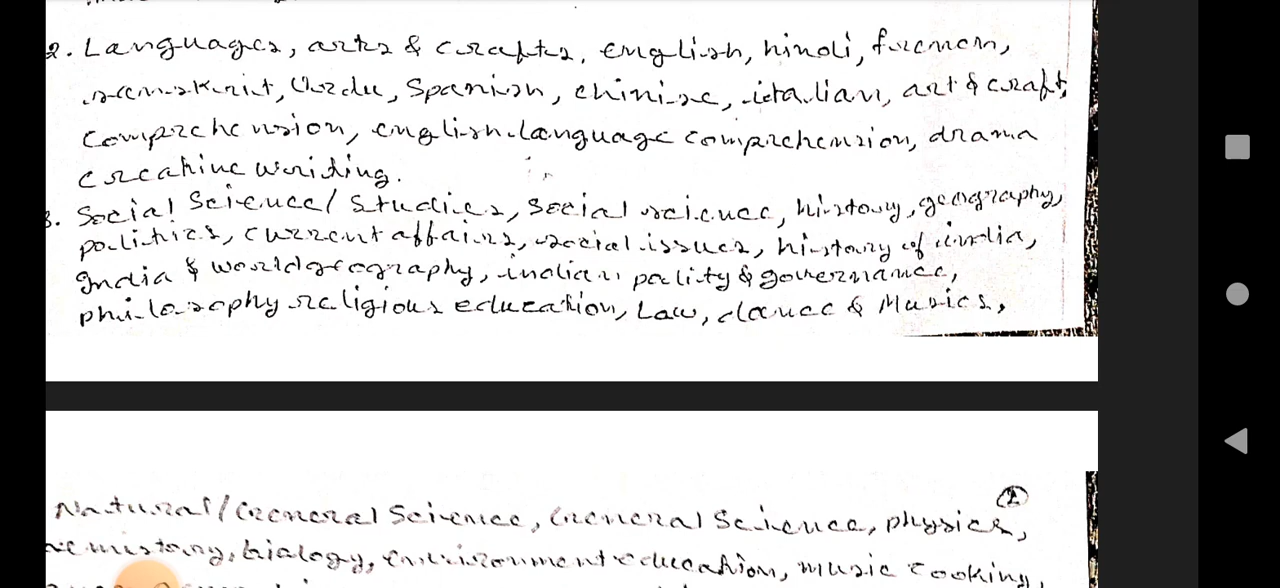 2. Languages, arts & crafts, english, hindi, french,
sanskrit, Urdu, Spanish, chinise, italian, art & craft,
comprehension, english language comprehension, drama
creative writing.
3. Social Science/ Studies, social science, history, geography,
politics, current affairs, social issues, history of india,
India & world geography, indian polity & governance,
philosophy religious education, Law, dance & Musics,
2
Natural/General Science, General Science, physics,
biology, environment education, music cooking,